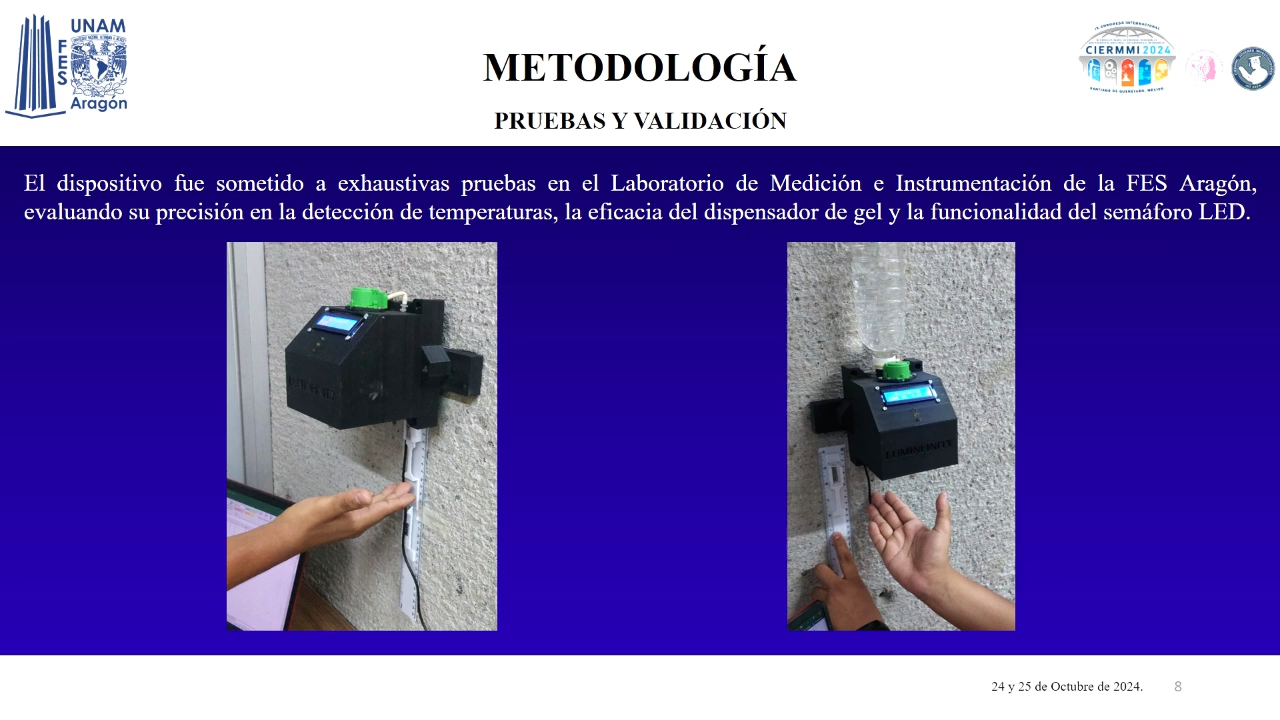 UNAM
FES
Aragón
CIERMMI 2024
METODOLOGÍA
PRUEBAS Y VALIDACIÓN
El dispositivo fue sometido a exhaustivas pruebas en el Laboratorio de Medición e Instrumentación de la FES Aragón,
evaluando su precisión en la detección de temperaturas, la eficacia del dispensador de gel y la funcionalidad del semáforo LED.
24 y 25 de Octubre de 2024.
8